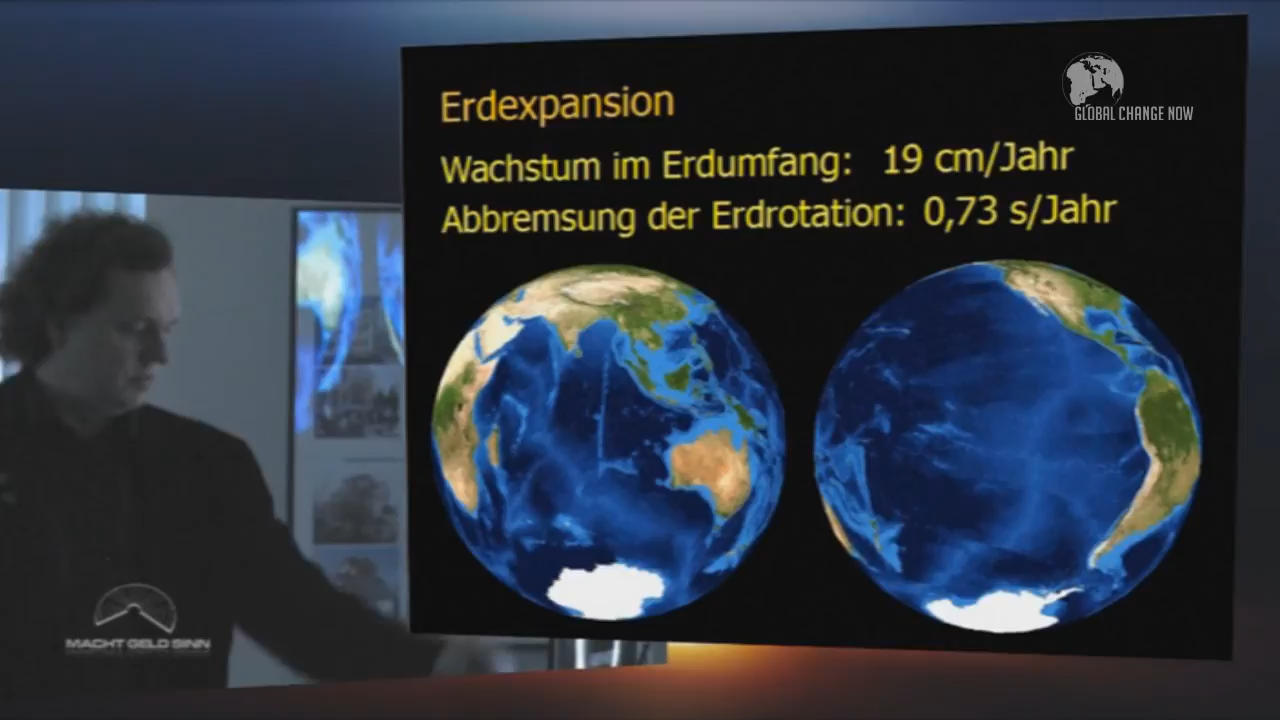 GLOBAL CHANGE NOW
Erdexpansion
Wachstum im Erdumfang: 19 cm/Jahr
Abbremsung der Erdrotation: 0,73 s/Jahr
MACHT GELD SINN